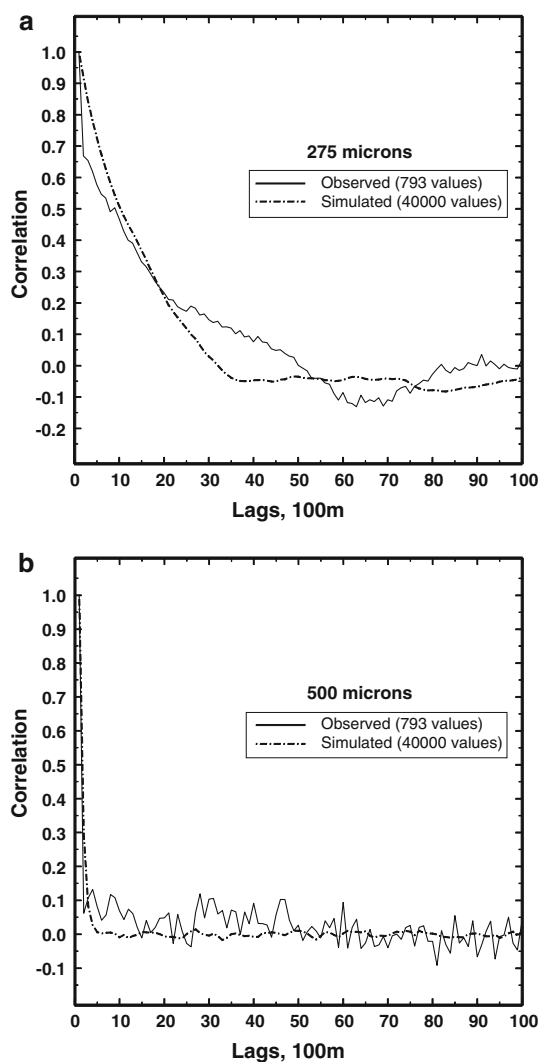 a
1.0
0.9
0.8
0.7
0.6
0.5
0.4
0.3
0.2
0.1
0.0
-0.1
-0.2
Correlation
275 microns
Observed (793 values)
Simulated (40000 values)
0 10 20 30 40 50 60 70 80 90 100
Lags, 100m
b
1.0
0.9
0.8
0.7
0.6
0.5
0.4
0.3
0.2
0.1
0.0
-0.1
Correlation
500 microns
Observed (793 values)
Simulated (40000 values)
0 10 20 30 40 50 60 70 80 90 100
Lags, 100m